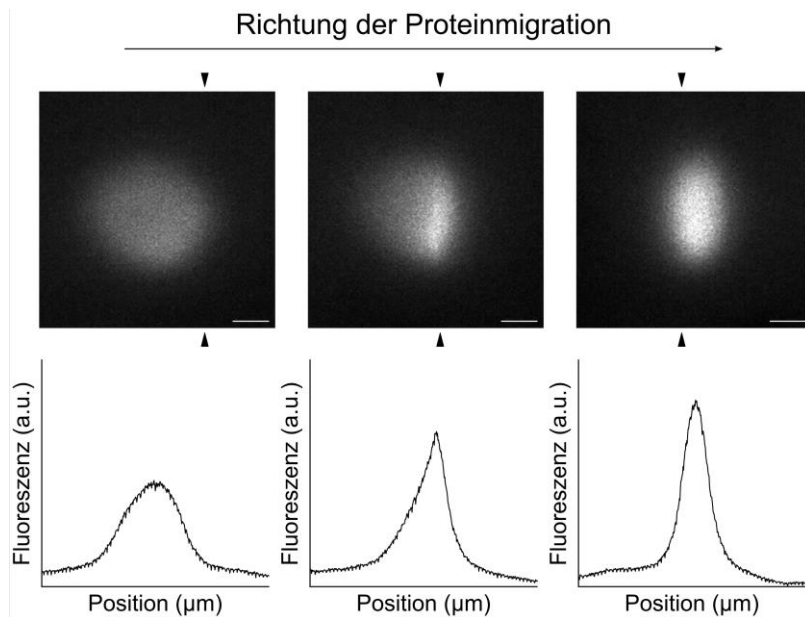 Richtung der Proteinmigration
Fluoreszenz (a.u.)
Position (µm)
Fluoreszenz (a.u.)
Position (µm)
Fluoreszenz (a.u.)
Position (µm)